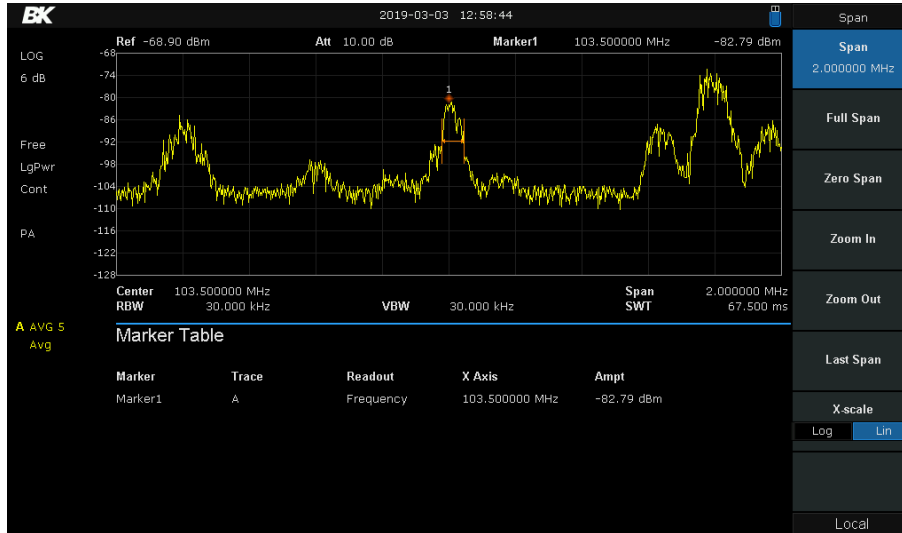 BK 2019-03-03 12:58:44 Span
Ref -68.90 dBm Att 10.00 dB Marker1 103.500000 MHz -82.79 dBm
LOG
6 dB
Free
LgPwr
Cont
PA
A AVG 5
Avg
-68
-74
-80
-86
-92
-98
-104
-110
-116
-122
-128
1
Center 103.500000 MHz Span 2.000000 MHz
RBW 30.000 kHz VBW 30.000 kHz SWT 67.500 ms
Marker Table
Marker Trace Readout X Axis Ampt
Marker1 A Frequency 103.500000 MHz -82.79 dBm
Span
2.000000 MHz
Full Span
Zero Span
Zoom In
Zoom Out
Last Span
X-scale
Log Lin
Local